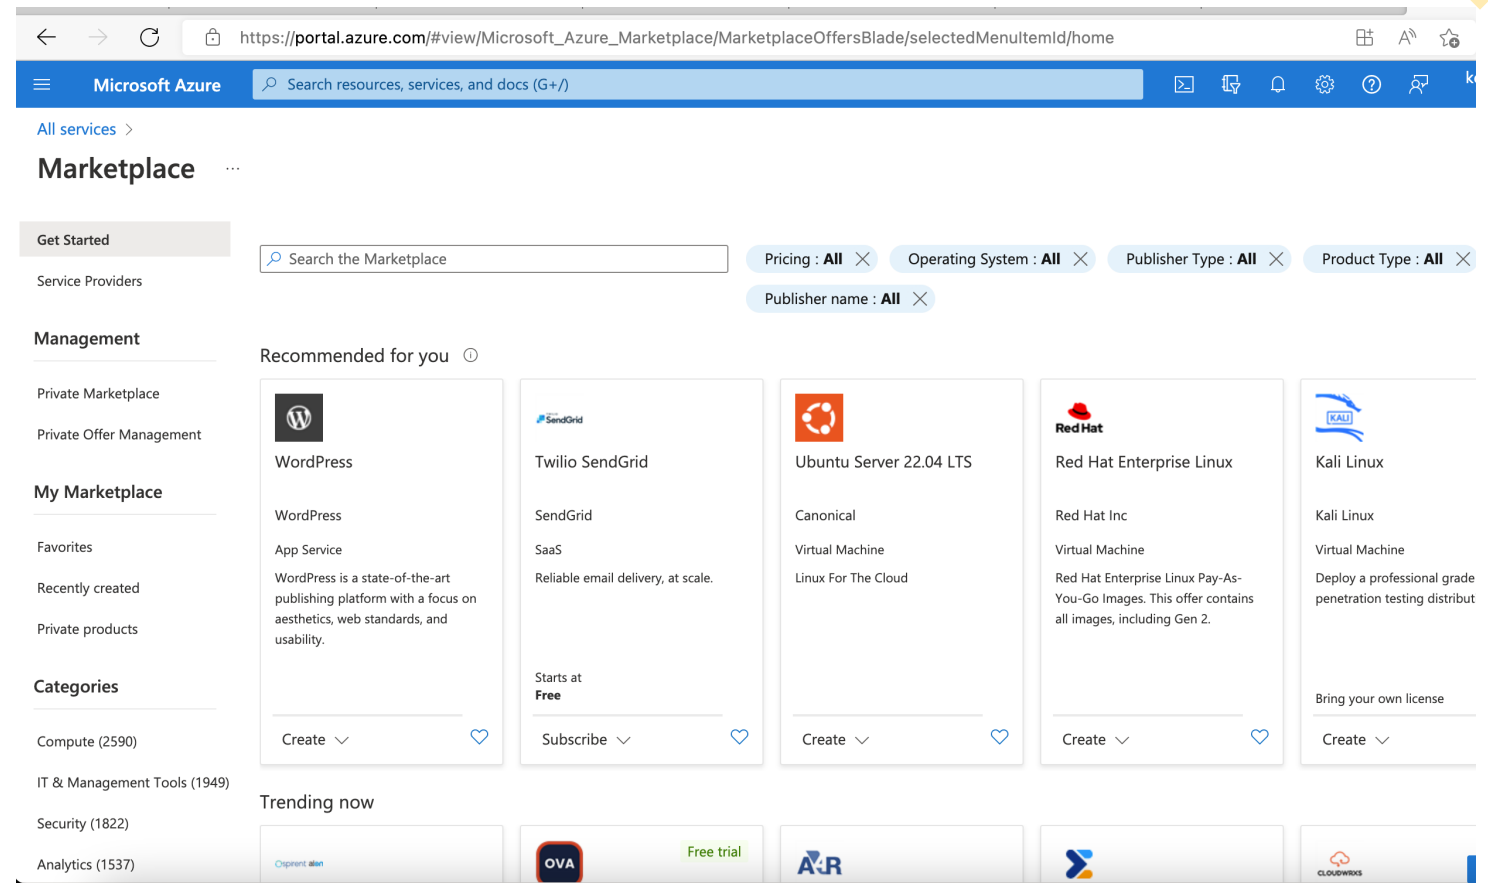 https://portal.azure.com/#view/Microsoft_Azure_Marketplace/MarketplaceOffersBlade/selectedMenuItemId/home
Microsoft Azure
Search resources, services, and docs (G+/)
All services >
Marketplace ...
Get Started
Service Providers
Management
Private Marketplace
Private Offer Management
My Marketplace
Favorites
Recently created
Private products
Categories
Compute (2590)
IT & Management Tools (1949)
Security (1822)
Analytics (1537)
Search the Marketplace
Pricing : All
Operating System : All
Publisher Type : All
Product Type : All
Publisher name : All
Recommended for you
WordPress
WordPress
App Service
WordPress is a state-of-the-art
publishing platform with a focus on
aesthetics, web standards, and
usability.
Create
SendGrid
Twilio SendGrid
SendGrid
SaaS
Reliable email delivery, at scale.
Starts at
Free
Subscribe
Ubuntu Server 22.04 LTS
Canonical
Virtual Machine
Linux For The Cloud
Create
Red Hat
Red Hat Enterprise Linux
Red Hat Inc
Virtual Machine
Red Hat Enterprise Linux Pay-As-
You-Go Images. This offer contains
all images, including Gen 2.
Create
KALI
Kali Linux
Kali Linux
Virtual Machine
Deploy a professional grade
penetration testing distribut
Bring your own license
Create
Trending now
spirent
OVA
Free trial
CLOUDWRXS